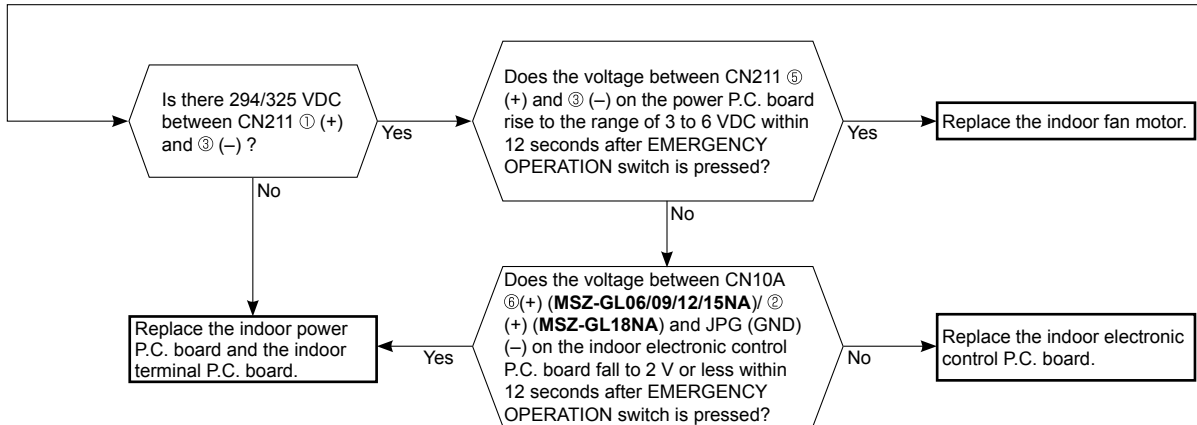 Is there 294/325 VDC
between CN211 ① (+)
and ③ (–) ?
Yes
No
Does the voltage between CN211 ⑤
(+) and ③ (–) on the power P.C. board
rise to the range of 3 to 6 VDC within
12 seconds after EMERGENCY
OPERATION switch is pressed?
Yes
No
Replace the indoor fan motor.
Does the voltage between CN10A
⑥(+) (MSZ-GL06/09/12/15NA)/ ②
(+) (MSZ-GL18NA) and JPG (GND)
(–) on the indoor electronic control
P.C. board fall to 2 V or less within
12 seconds after EMERGENCY
OPERATION switch is pressed?
Yes
No
Replace the indoor power
P.C. board and the indoor
terminal P.C. board.
Replace the indoor electronic
control P.C. board.